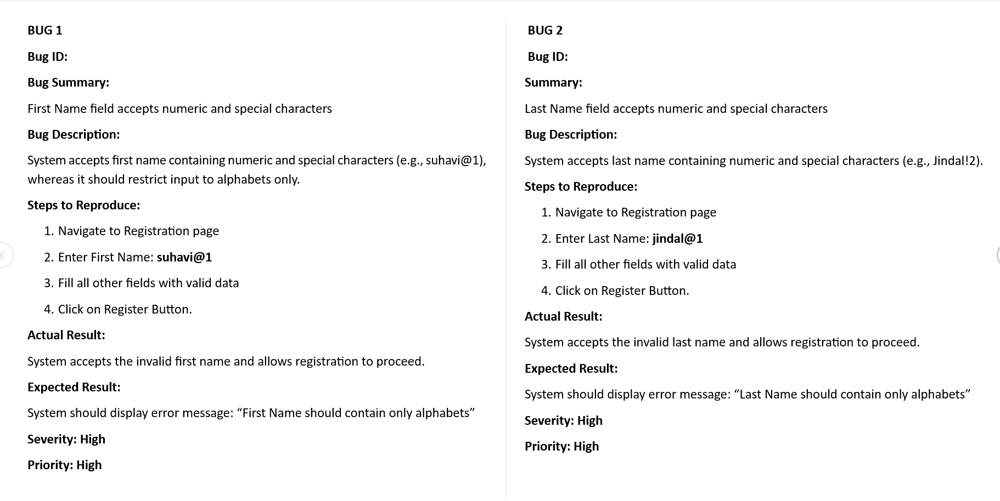 BUG 1
Bug ID:
Bug Summary:
First Name field accepts numeric and special characters
Bug Description:
System accepts first name containing numeric and special characters (e.g., suhavi@1),
whereas it should restrict input to alphabets only.
Steps to Reproduce:
1. Navigate to Registration page
2. Enter First Name: suhavi@1
3. Fill all other fields with valid data
4. Click on Register Button.
Actual Result:
System accepts the invalid first name and allows registration to proceed.
Expected Result:
System should display error message: “First Name should contain only alphabets”
Severity: High
Priority: High
BUG 2
Bug ID:
Summary:
Last Name field accepts numeric and special characters
Bug Description:
System accepts last name containing numeric and special characters (e.g., Jindal!2).
Steps to Reproduce:
1. Navigate to Registration page
2. Enter Last Name: jindal@1
3. Fill all other fields with valid data
4. Click on Register Button.
Actual Result:
System accepts the invalid last name and allows registration to proceed.
Expected Result:
System should display error message: “Last Name should contain only alphabets”
Severity: High
Priority: High